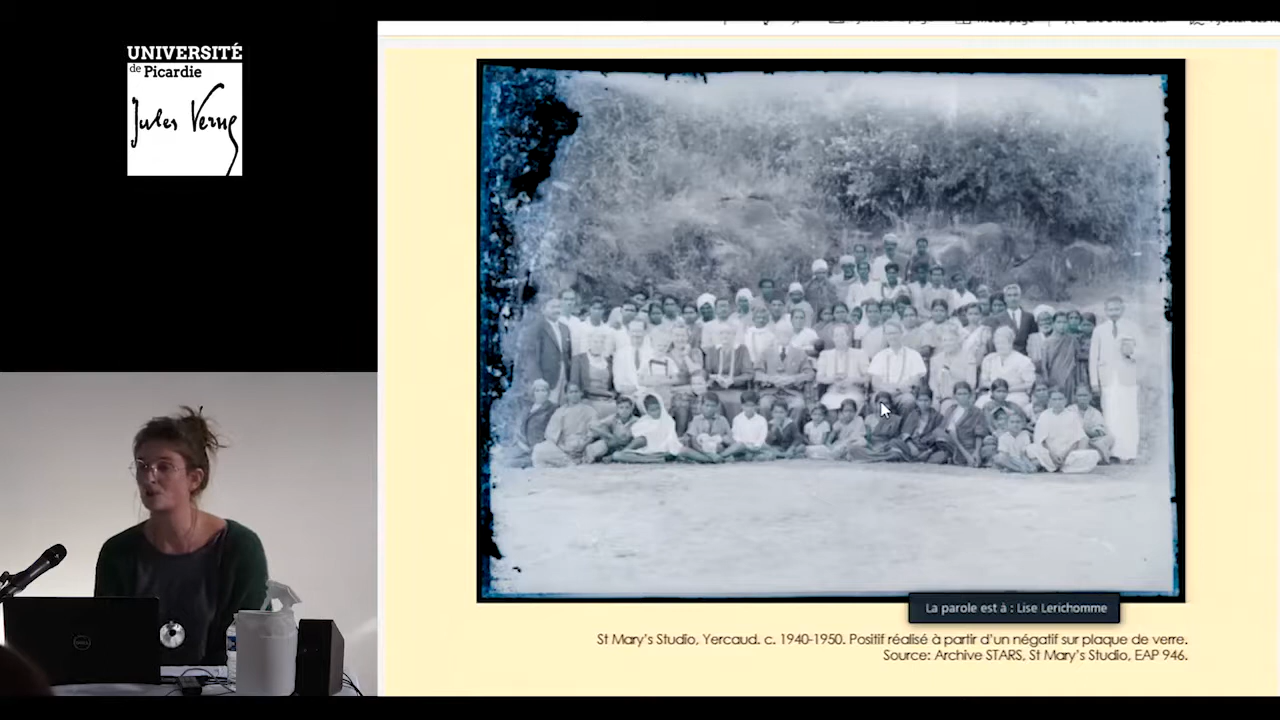 UNIVERSITÉ
de Picardie
Jules Verne
La parole est à : Lise Lerichomme
St Mary's Studio, Yercaud. c. 1940-1950. Positif réalisé à partir d'un négatif sur plaque de verre.
Source: Archive STARS, St Mary's Studio, EAP 946.
DELL